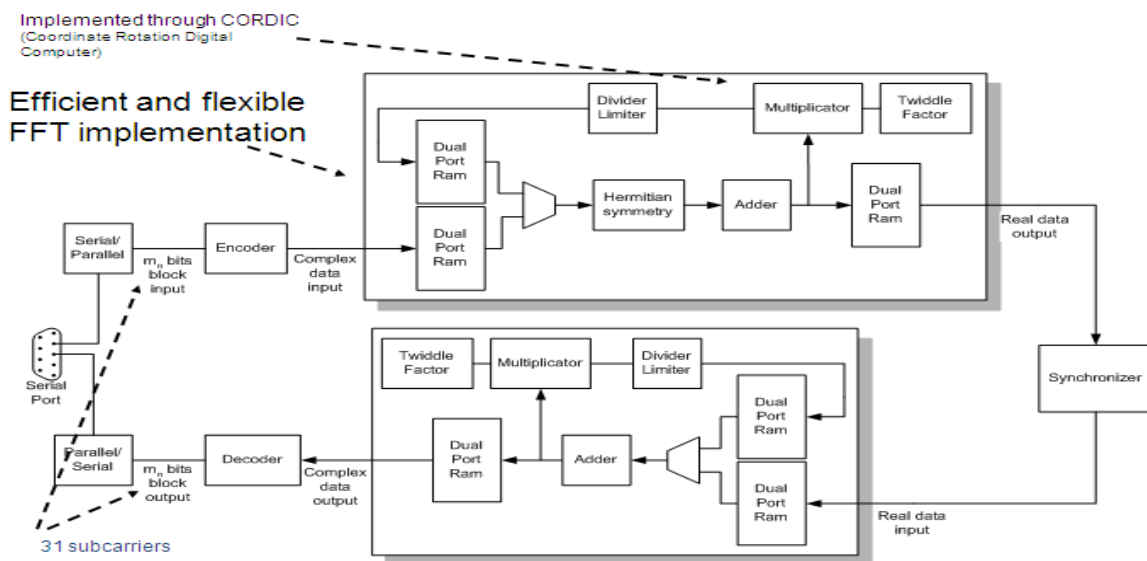 Implemented through CORDIC
(Coordinate Rotation Digital
Computer)
Efficient and flexible
FFT implementation
Divider
Limiter
Multiplicator
Twiddle
Factor
Dual
Port
Ram
Dual
Port
Ram
Hermitian
symmetry
Adder
Dual
Port
Ram
Real data
output
Serial/
Parallel
m_n bits
block
input
Encoder
Complex
data
input
Serial
Port
Synchronizer
Twiddle
Factor
Multiplicator
Divider
Limiter
Dual
Port
Ram
Dual
Port
Ram
Adder
Dual
Port
Ram
Real data
input
Parallel/
Serial
m_n bits
block
output
Decoder
Complex
data
output
31 subcarriers